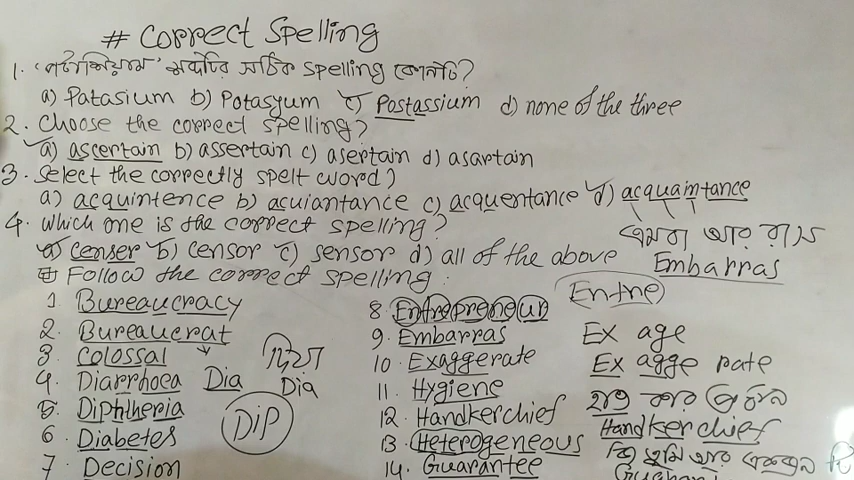 # Correct Spelling
1. 'পটাশিয়াম' শব্দটির সঠিক spelling কোনটি?
a) Patasium b) Potasyum c) Postassium d) none of the three
2. Choose the correct spelling?
a) ascertain b) assertain c) asertain d) asartain
3. Select the correctly spelt word?
a) acquintence b) acuiantance c) acquentance d) acquaintance
4. Which one is the correct spelling?
a) censer b) censor c) sensor d) all of the above
Follow the correct spelling:
1. Bureaucracy
2. Bureaucrat
3. Colossal
4. Diarrhoea Dia Dia
5. Diphtheria
6. Diabetes
DiP
7. Decision
8. Entrepreneur
9. Embarras
10. Exaggerate
11. Hygiene
12. Handkerchief
13. Heterogeneous
14. Guarantee
আর
Embarras
Entre
Ex age
Ex agge rate
Handkerchief
তুমি আর